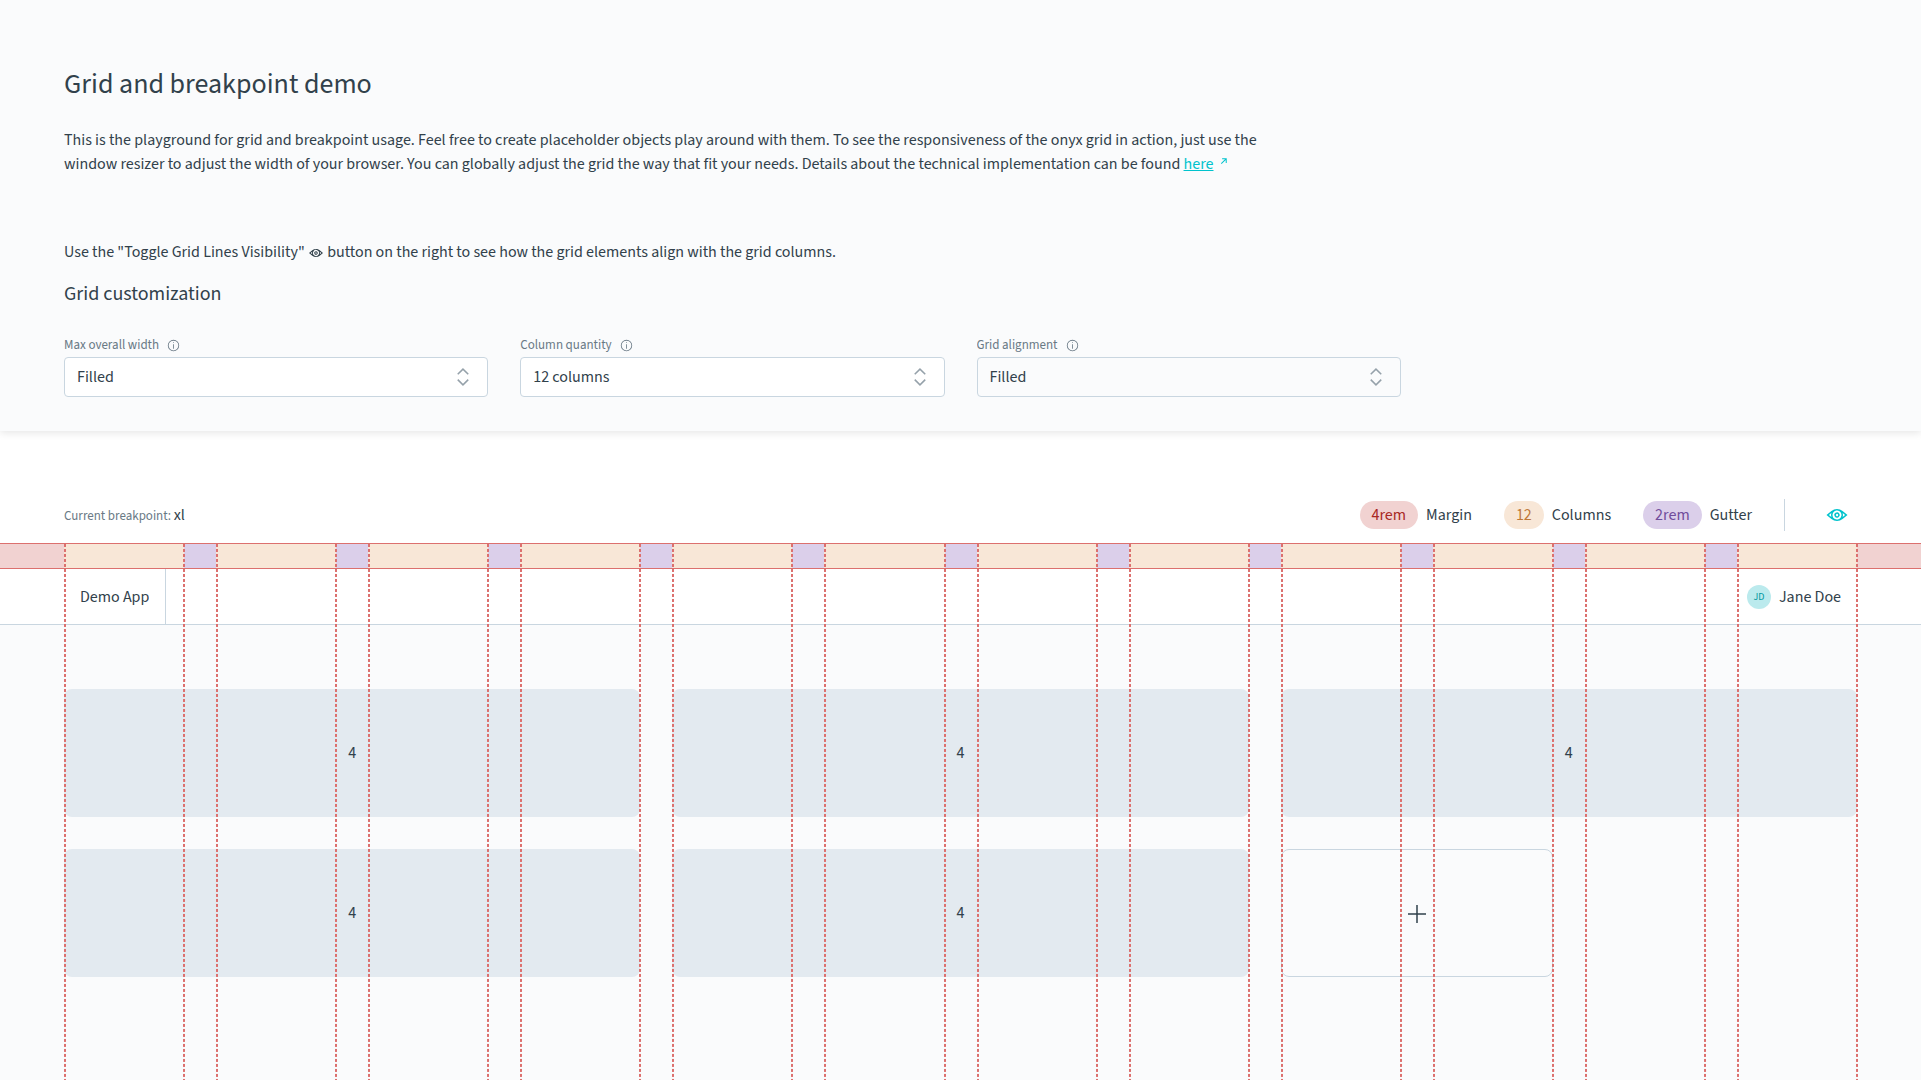 Grid and breakpoint demo
This is the playground for grid and breakpoint usage. Feel free to create placeholder objects play around with them. To see the responsiveness of the onyx grid in action, just use the
window resizer to adjust the width of your browser. You can globally adjust the grid the way that fit your needs. Details about the technical implementation can be found here
Use the "Toggle Grid Lines Visibility" button on the right to see how the grid elements align with the grid columns.
Grid customization
Max overall width
Column quantity
Grid alignment
Filled
12 columns
Filled
Current breakpoint: xl
4rem Margin
12 Columns
2rem Gutter
Demo App
JD Jane Doe
4
4
4
4
4